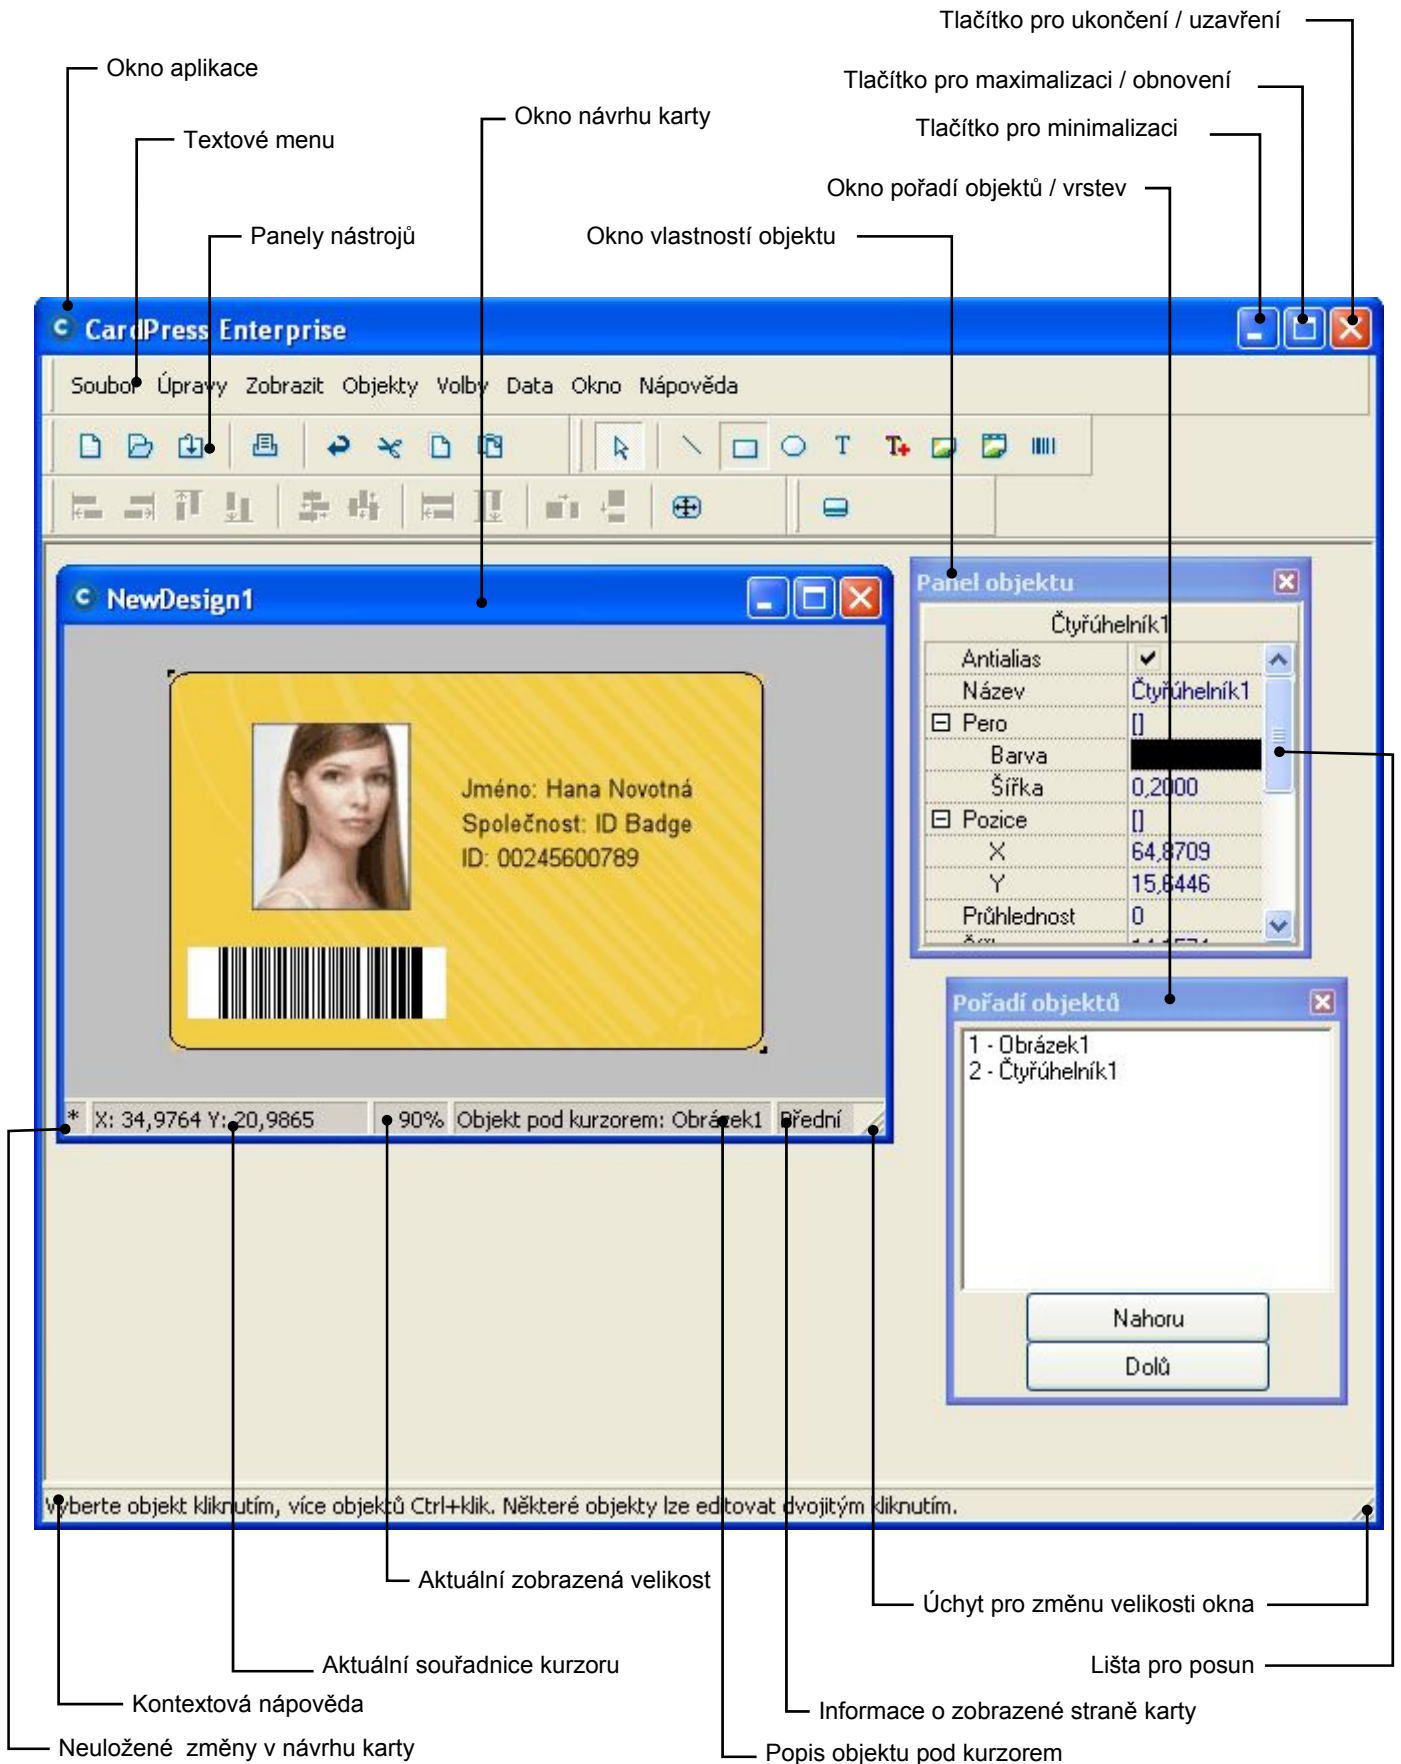 Tlačítko pro ukončení / uzavření
Okno aplikace
Tlačítko pro maximalizaci / obnovení
Okno návrhu karty
Tlačítko pro minimalizaci
Textové menu
Okno pořadí objektů / vrstev
Panely nástrojů
Okno vlastností objektu
CardPress Enterprise
Soubor Úpravy Zobrazit Objekty Volby Data Okno Nápověda
NewDesign1
Jméno: Hana Novotná
Společnost: ID Badge
ID: 00245600789
* X: 34,9764 Y: 20,9865 90% Objekt pod kurzorem: Obrázek1 Přední
Panel objektu
Čtyřúhelník1
Antialias
Název Čtyřúhelník1
Pero []
Barva
Šířka 0,2000
Pozice []
X 64,8709
Y 15,6446
Průhlednost 0
Pořadí objektů
1 - Obrázek1
2 - Čtyřúhelník1
Nahoru
Dolů
Vyberte objekt kliknutím, více objektů Ctrl+klik. Některé objekty lze editovat dvojitým kliknutím.
Aktuální zobrazená velikost
Úchyt pro změnu velikosti okna
Aktuální souřadnice kurzoru
Lišta pro posun
Kontextová nápověda
Informace o zobrazené straně karty
Neuložené změny v návrhu karty
Popis objektu pod kurzorem